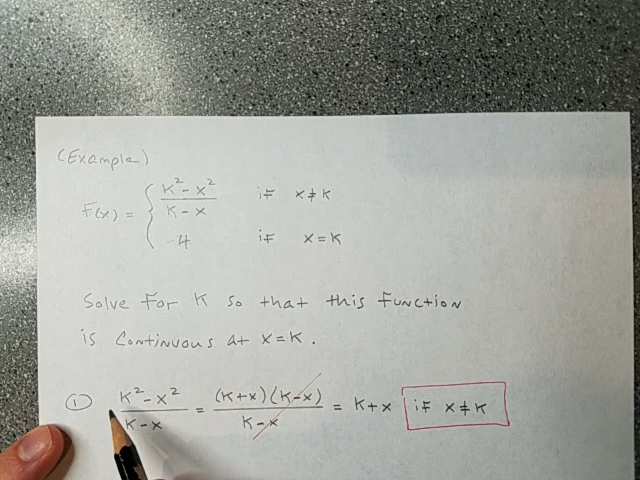 (Example)
F(x) = { K² - x² / K - x if x ≠ K
-4 if x = K
Solve for K so that this function
is continuous at x = K.
① K² - x² / K - x = (K+x)(K-x) / K - x = K + x if x ≠ K